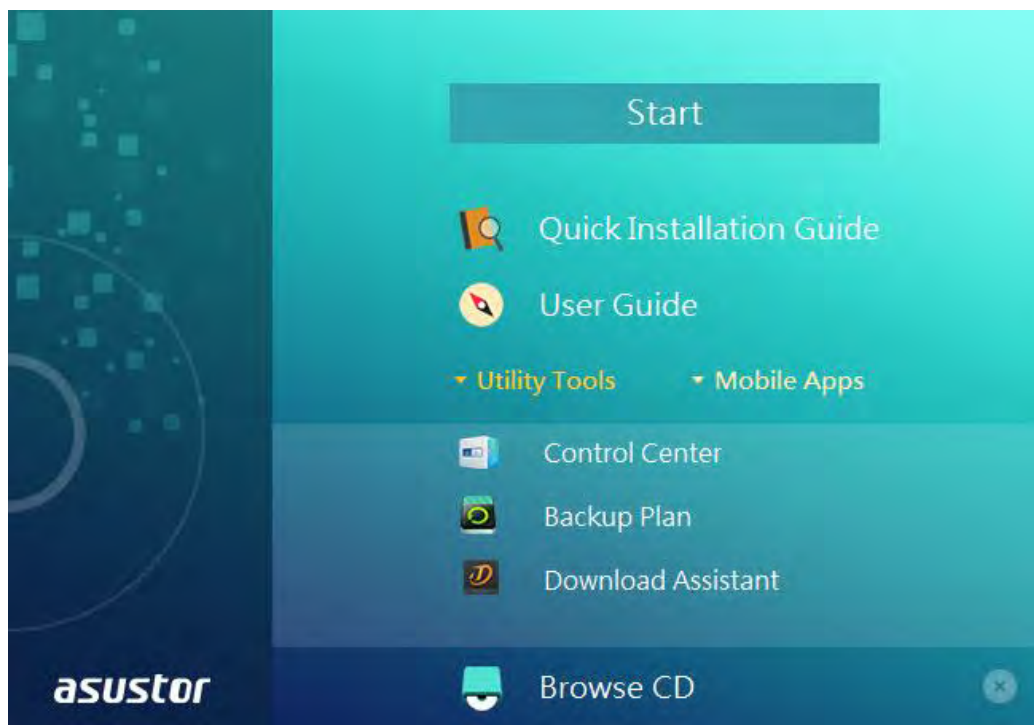 Start
Quick Installation Guide
User Guide
Utility Tools
Mobile Apps
Control Center
Backup Plan
Download Assistant
Browse CD
asustor